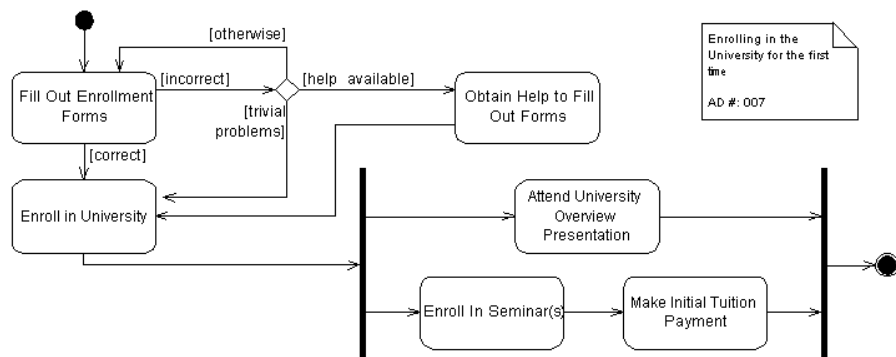 [otherwise]
Enrolling in the
University for the first
time
AD #: 007
[incorrect]
[help available]
Fill Out Enrollment
Forms
Obtain Help to Fill
Out Forms
[trivial
problems]
[correct]
Enroll in University
Attend University
Overview
Presentation
Enroll In Seminar(s)
Make Initial Tuition
Payment